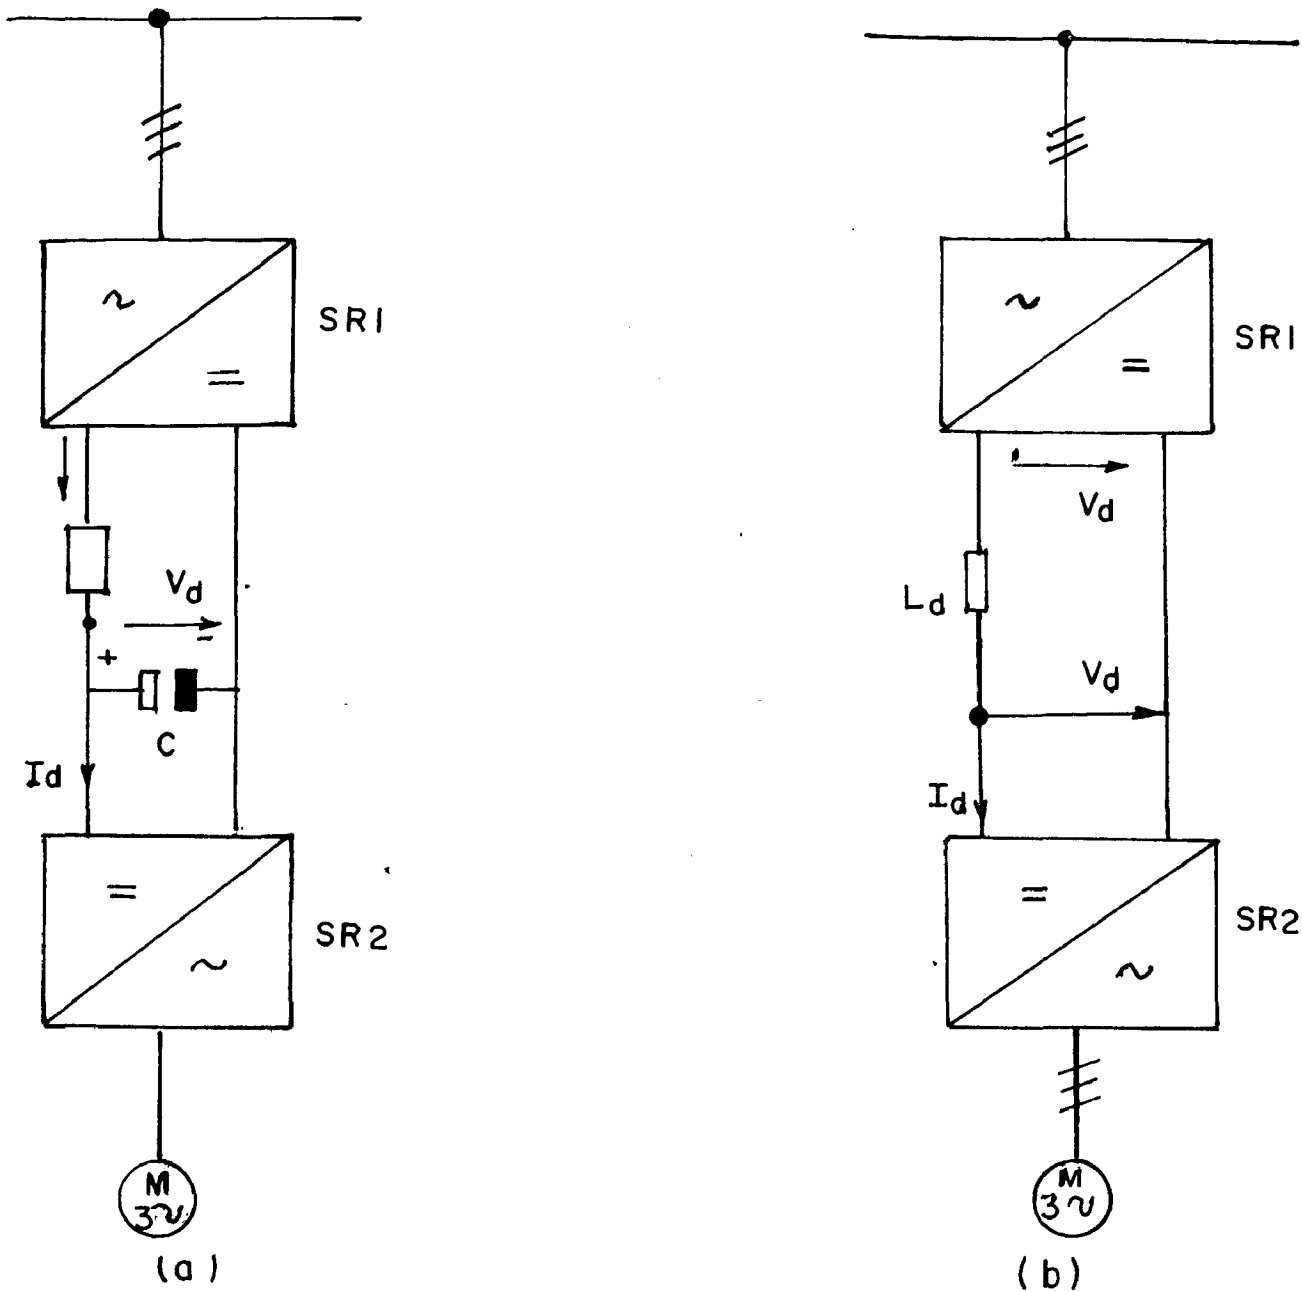 ~
SR1
=
Vd
+
-
C
Id
=
SR2
~
M
3~
(a)
~
SR1
=
Vd
Ld
Vd
Id
=
SR2
~
M
3~
(b)